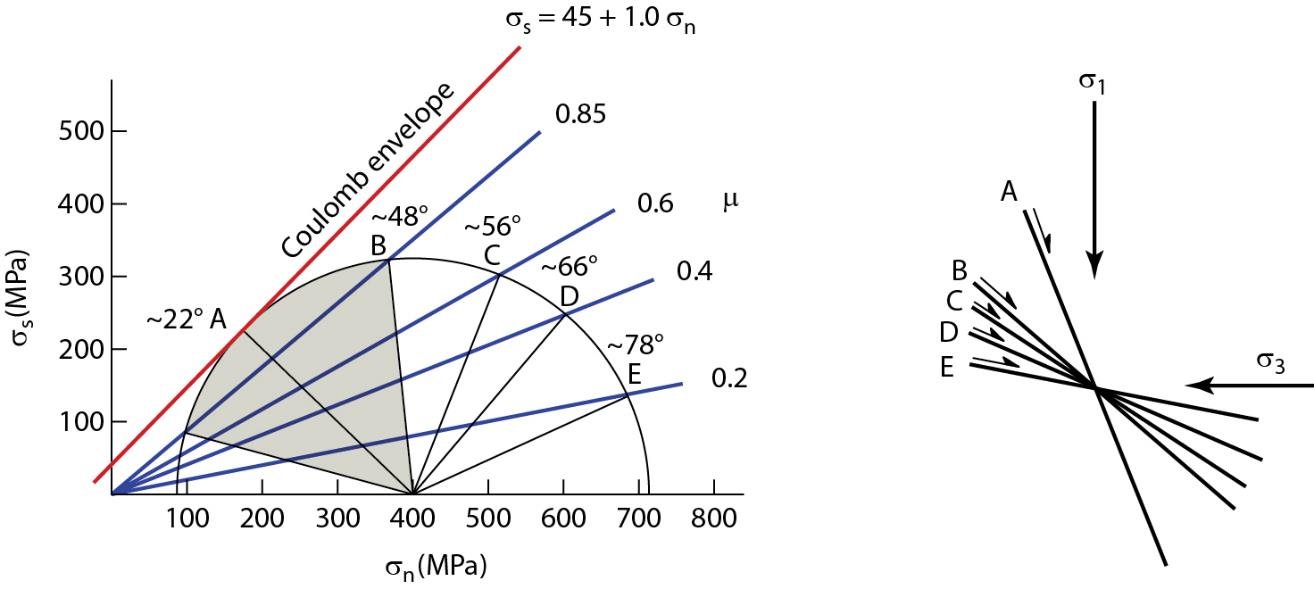 σs = 45 + 1.0 σn
Coulomb envelope
0.85
0.6
μ
0.4
0.2
500
400
300
200
100
σs (MPa)
~48°
B
~56°
C
~66°
D
~22° A
~78°
E
100 200 300 400 500 600 700 800
σn (MPa)
σ1
A
B
C
D
E
σ3